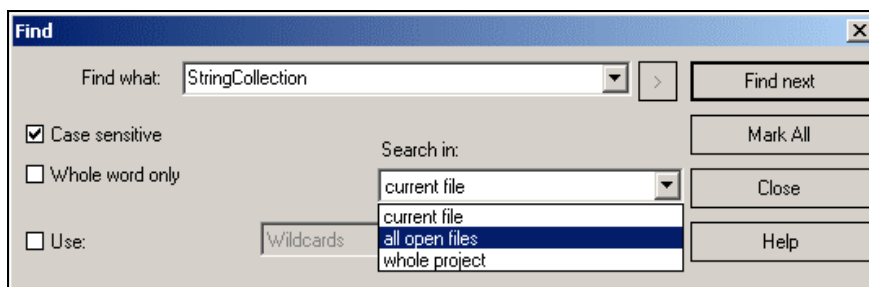 Find
Find what: StringCollection > Find next
Case sensitive Mark All
Search in:
Whole word only
current file Close
current file
Use: Wildcards all open files Help
whole project